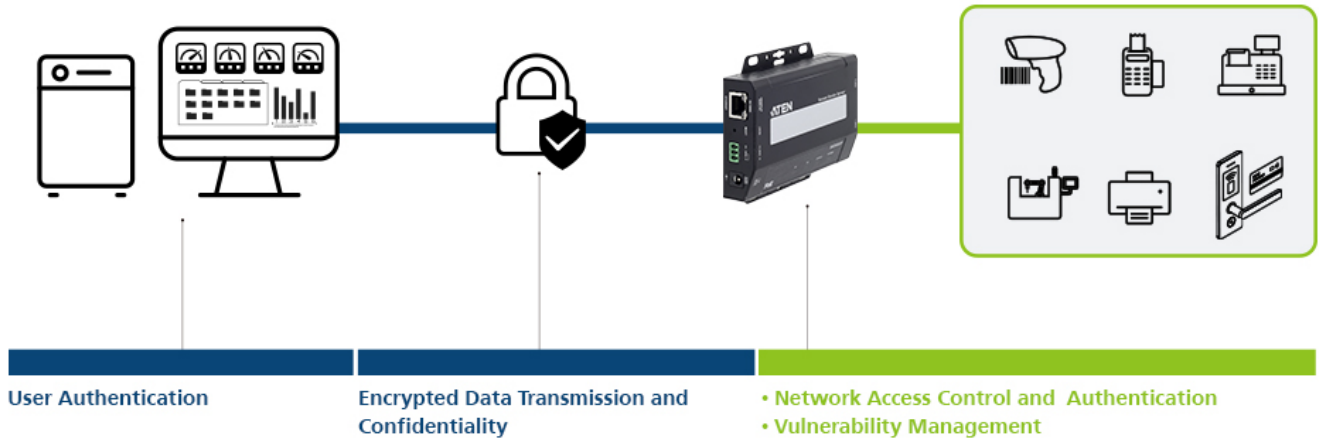 ATEN
User Authentication
Encrypted Data Transmission and
Confidentiality
• Network Access Control and Authentication
• Vulnerability Management